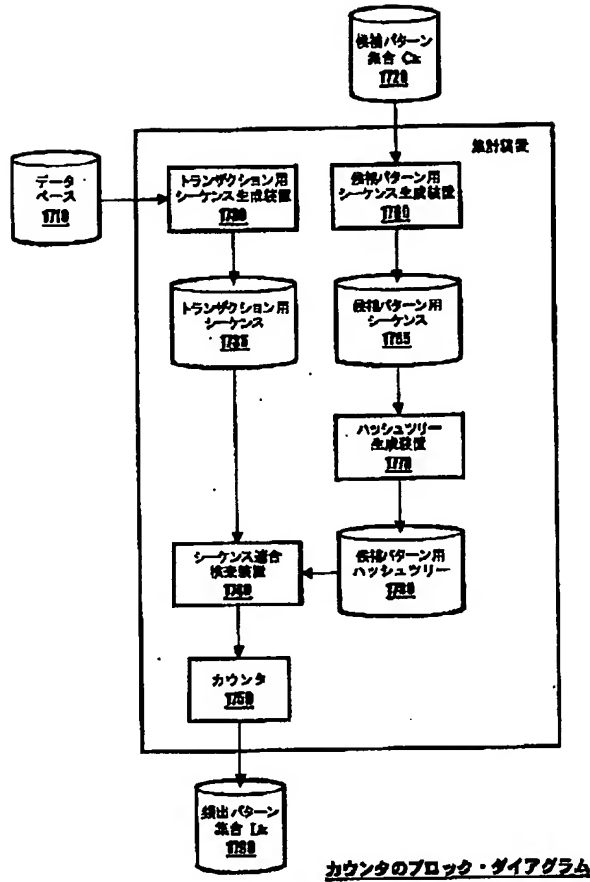 候補パターン
集合 Ck
1720
集計装置
データ
ベース
1710
トランザクション用
シーケンス生成装置
1730
候補パターン用
シーケンス生成装置
トランザクション用
シーケンス
1735
候補パターン用
シーケンス
ハッシュツリー
生成装置
1770
シーケンス適合
検査装置
候補パターン用
ハッシュツリー
1780
カウンタ
1750
頻出パターン
集合 Lk
1790
カウンタのブロック・ダイアグラム